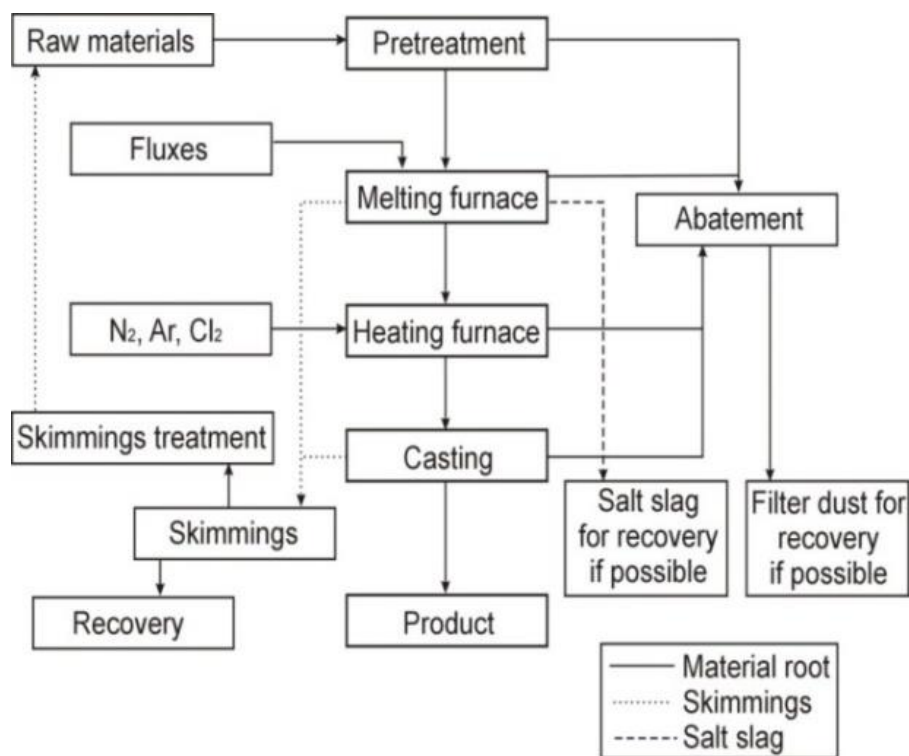 Raw materials
Pretreatment
Fluxes
Melting furnace
Abatement
N₂, Ar, Cl₂
Heating furnace
Skimmings treatment
Casting
Skimmings
Salt slag
for recovery
if possible
Filter dust for
recovery
if possible
Recovery
Product
Material root
Skimmings
Salt slag